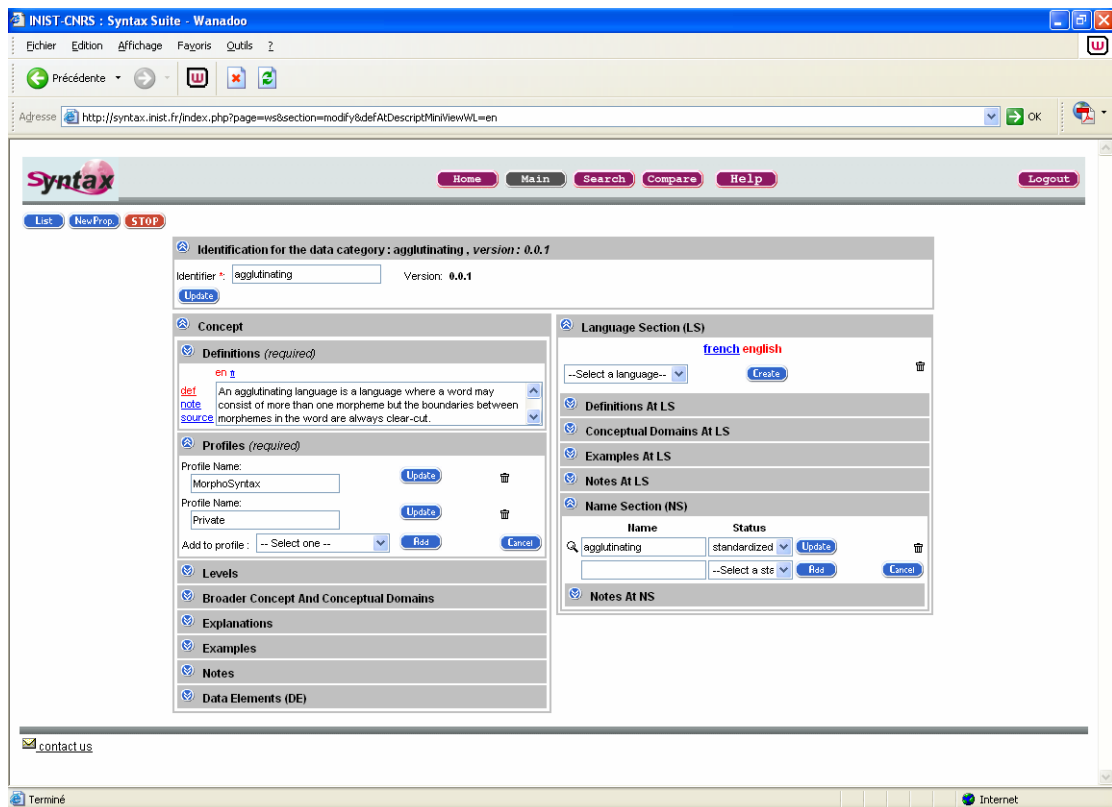 INIST-CNRS : Syntax Suite - Wanadoo
Fichier Edition Affichage Favoris Outils ?
Précédente
Adresse http://syntax.inist.fr/index.php?page=ws&section=modify&defAtDescriptMiniViewWL=en OK
Syntax Home Main Search Compare Help Logout
List NewProp. STOP
Identification for the data category : agglutinating , version : 0.0.1
Identifier *: agglutinating Version: 0.0.1
Update
Concept
Definitions (required)
en fr
def
note
source
An agglutinating language is a language where a word may
consist of more than one morpheme but the boundaries between
morphemes in the word are always clear-cut.
Profiles (required)
Profile Name:
MorphoSyntax Update
Profile Name:
Private Update
Add to profile : -- Select one -- Add Cancel
Levels
Broader Concept And Conceptual Domains
Explanations
Examples
Notes
Data Elements (DE)
Language Section (LS)
french english
--Select a language-- Create
Definitions At LS
Conceptual Domains At LS
Examples At LS
Notes At LS
Name Section (NS)
Name Status
agglutinating standardized Update
--Select a sta Add Cancel
Notes At NS
contact us
Terminé Internet